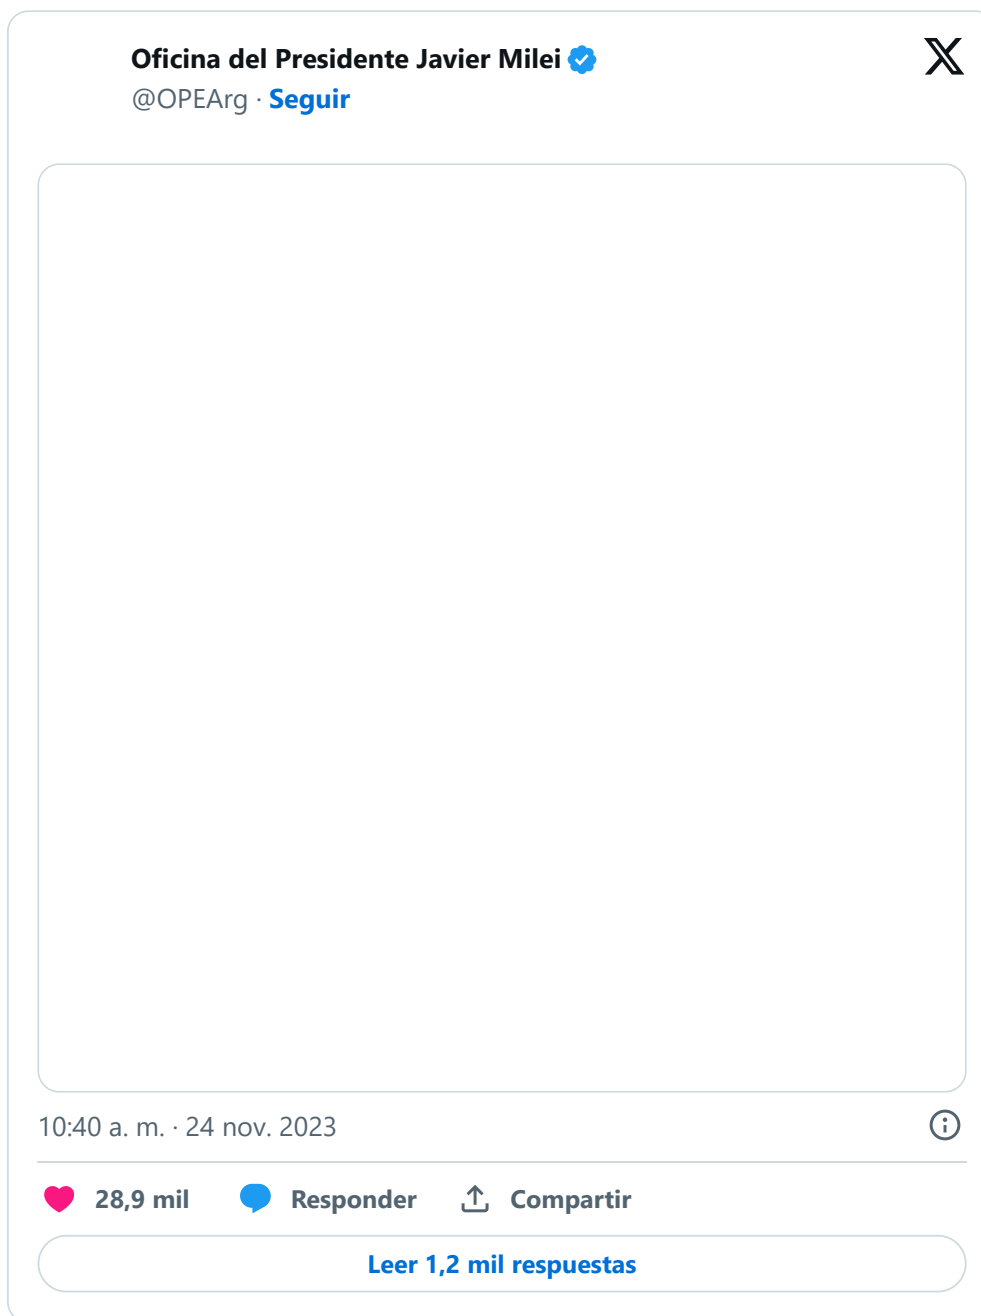 Oficina del Presidente Javier Milei
@OPEArg · Seguir
10:40 a. m. · 24 nov. 2023
28,9 mil Responder Compartir
Leer 1,2 mil respuestas